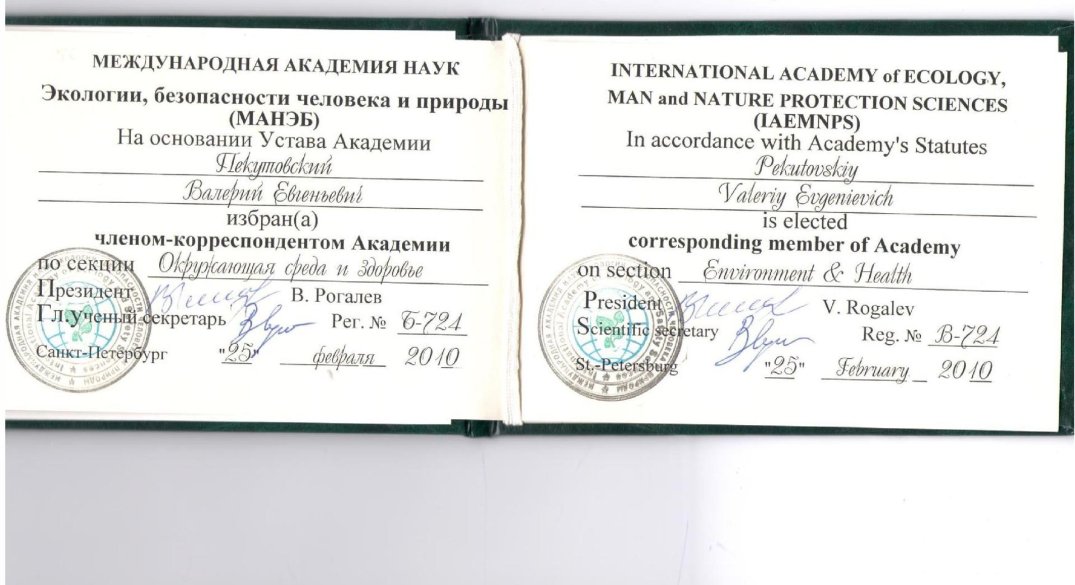 МЕЖДУНАРОДНАЯ АКАДЕМИЯ НАУК
Экологии, безопасности человека и природы
(МАНЭБ)
На основании Устава Академии
Пекутовский
Валерий Евгеньевич
избран(а)
членом-корреспондентом Академии
по секции Окружающая среда и Здоровье
Президент В. Рогалев
Гл.ученый секретарь Рег. № Б-724
Санкт-Петербург "25" февраля 2010
INTERNATIONAL ACADEMY of ECOLOGY,
MAN and NATURE PROTECTION SCIENCES
(IAEMNPS)
In accordance with Academy's Statutes
Pekutovskiy
Valeriy Evgenievich
is elected
corresponding member of Academy
on section Environment & Health
President V. Rogalev
Scientific secretary Reg. № B-724
St.-Petersburg "25" February 2010